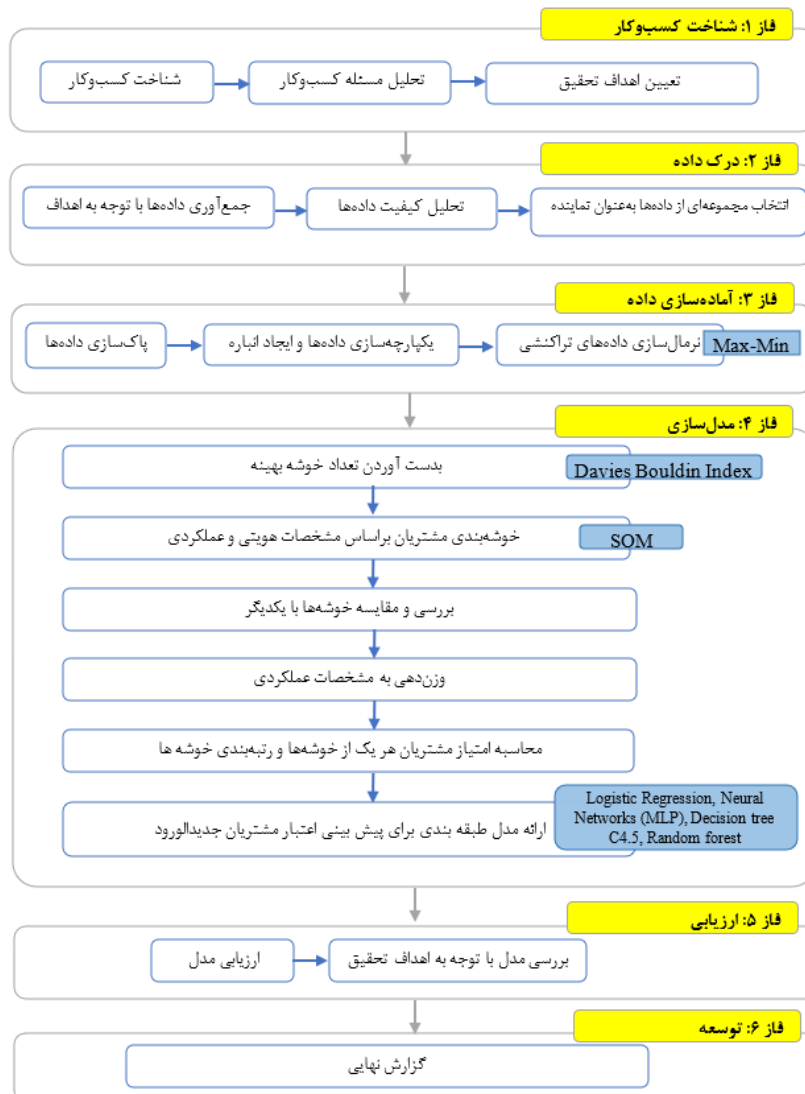 فاز ۱: شناخت کسب‌وکار
شناخت کسب‌وکار
تحلیل مسئله کسب‌وکار
تعیین اهداف تحقیق
فاز ۲: درک داده
جمع‌آوری داده‌ها با توجه به اهداف
تحلیل کیفیت داده‌ها
انتخاب مجموعه‌ای از داده‌ها به‌عنوان نماینده
فاز ۳: آماده‌سازی داده
پاک‌سازی داده‌ها
یکپارچه‌سازی داده‌ها و ایجاد انباره
نرمال‌سازی داده‌های تراکنشی
Max-Min
فاز ۴: مدل‌سازی
بدست آوردن تعداد خوشه بهینه
Davies Bouldin Index
خوشه‌بندی مشتریان براساس مشخصات هویتی و عملکردی
SOM
بررسی و مقایسه خوشه‌ها با یکدیگر
وزن‌دهی به مشخصات عملکردی
محاسبه امتیاز مشتریان هر یک از خوشه‌ها و رتبه‌بندی خوشه ها
ارائه مدل طبقه بندی برای پیش بینی اعتبار مشتریان جدیدالورود
Logistic Regression, Neural
Networks (MLP), Decision tree
C4.5, Random forest
فاز ۵: ارزیابی
ارزیابی مدل
بررسی مدل با توجه به اهداف تحقیق
فاز ۶: توسعه
گزارش نهایی